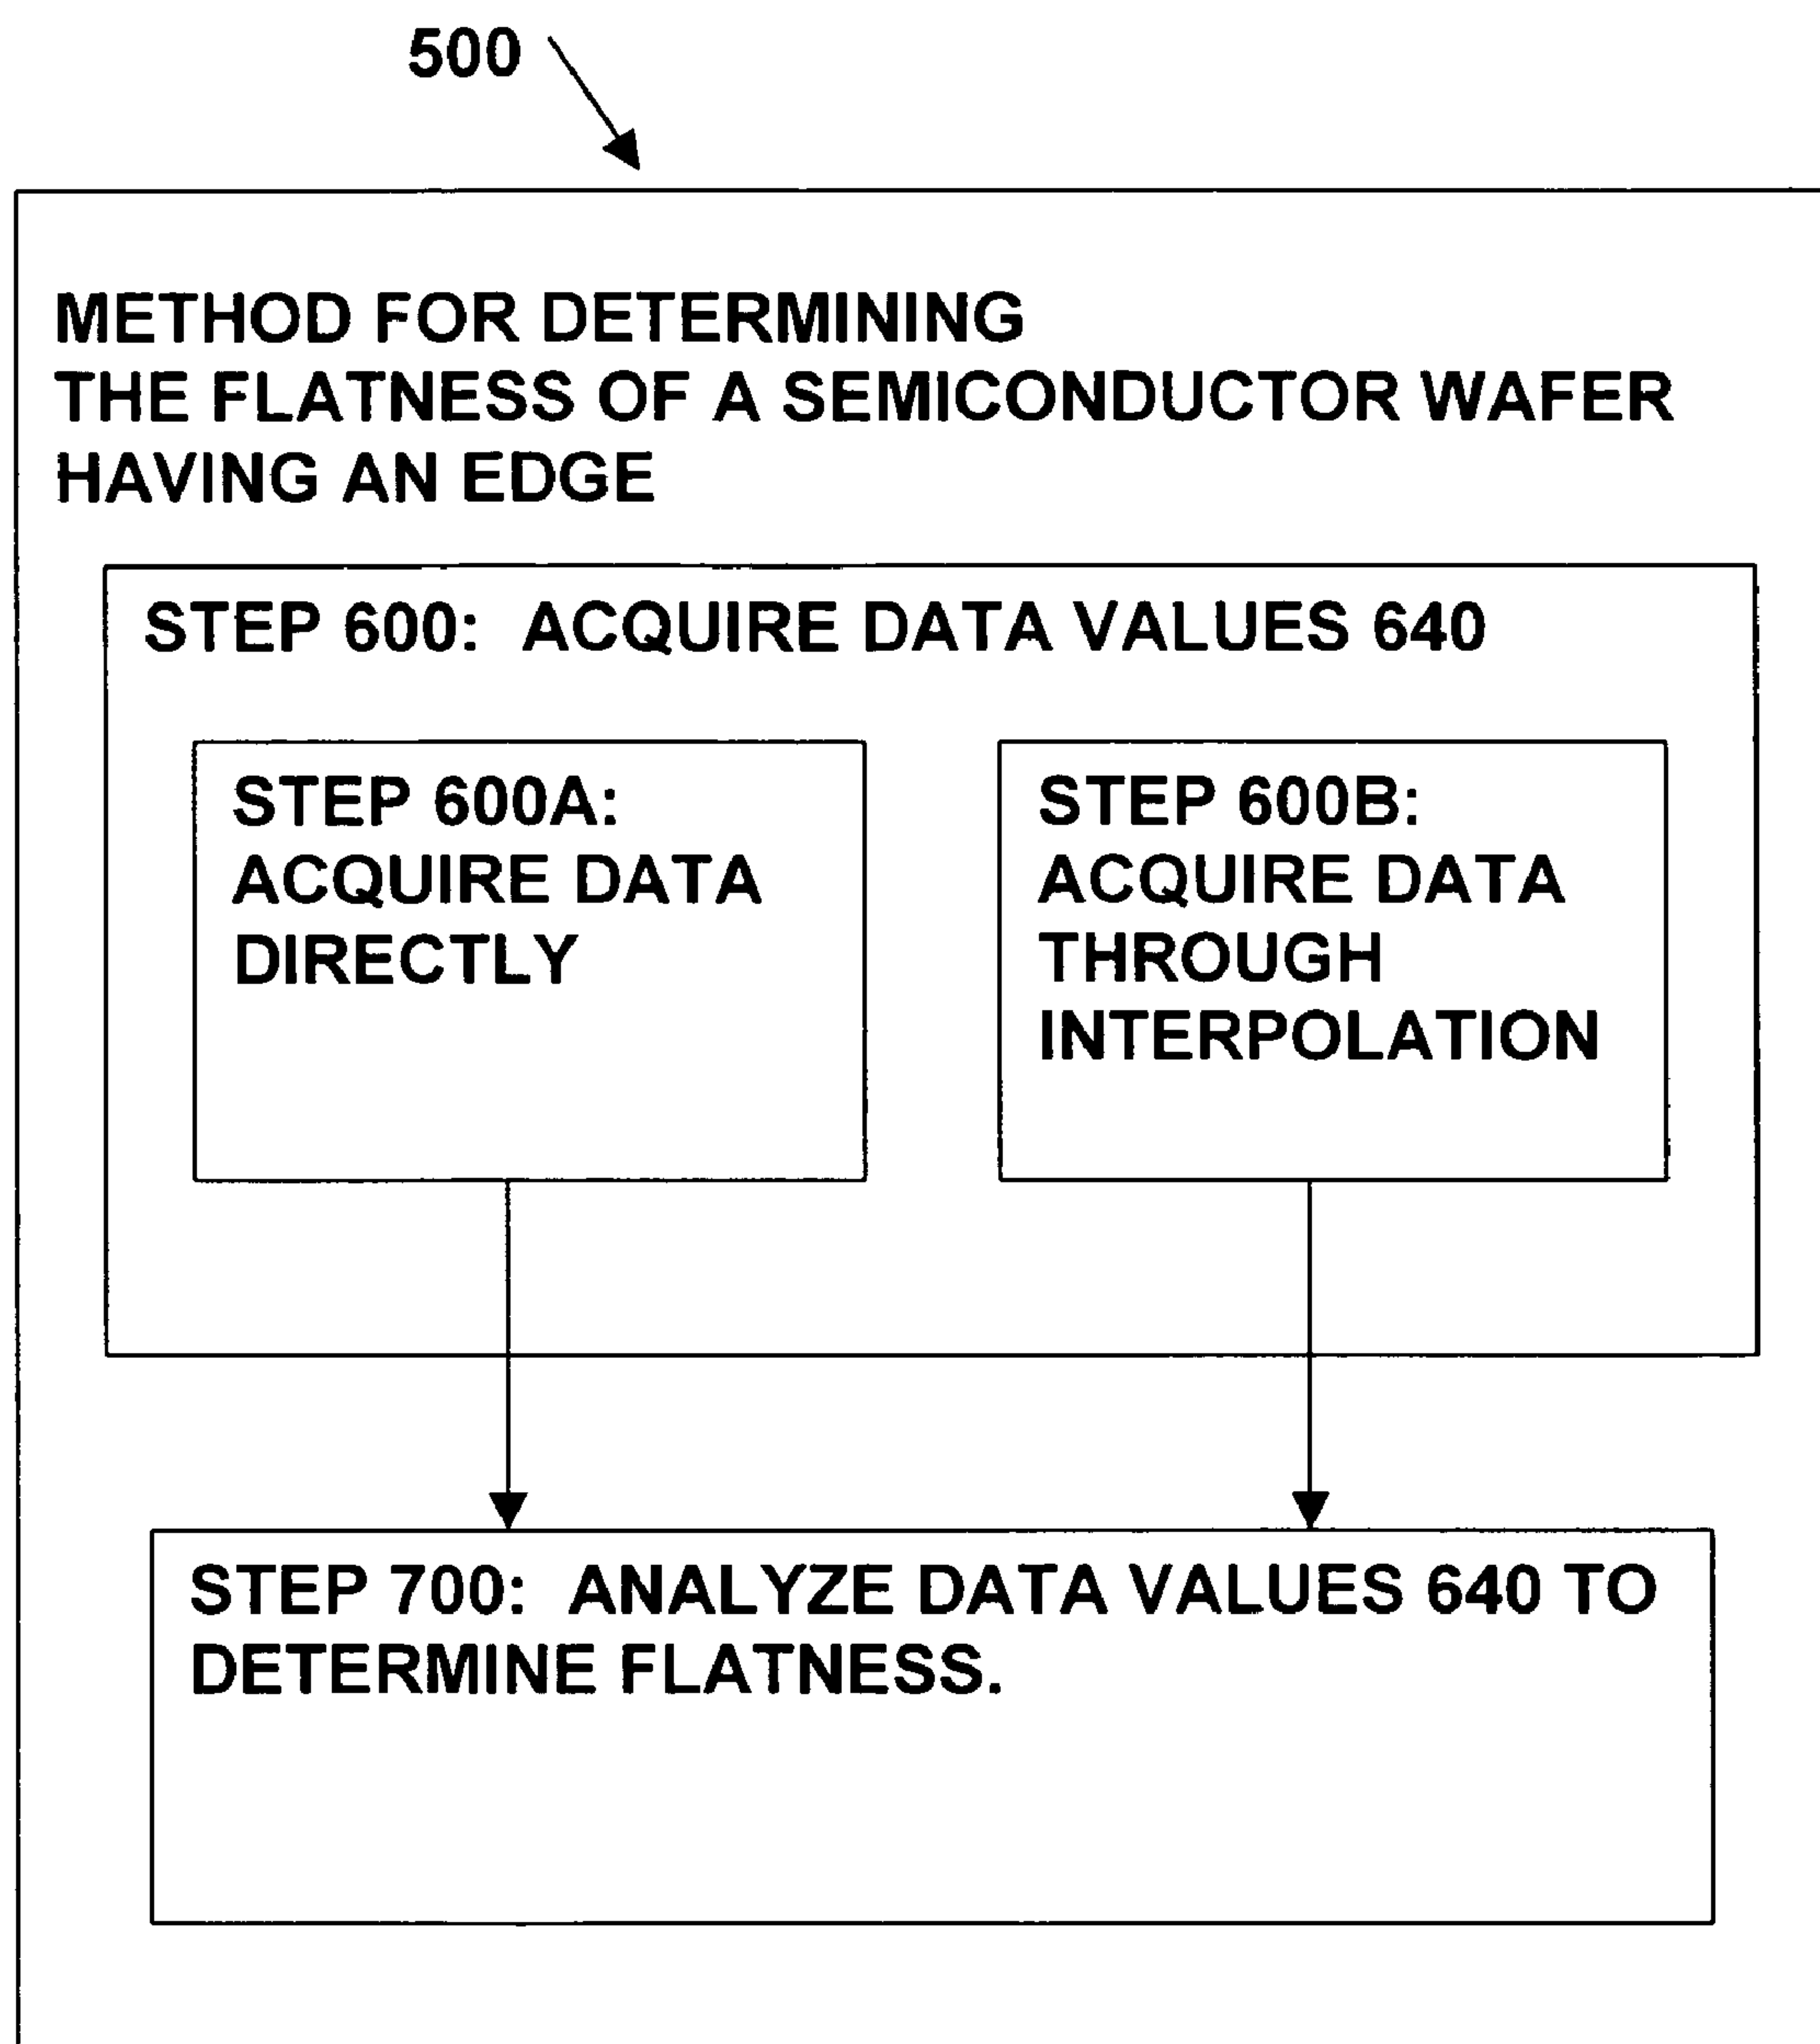 500
METHOD FOR DETERMINING
THE FLATNESS OF A SEMICONDUCTOR WAFER
HAVING AN EDGE
STEP 600: ACQUIRE DATA VALUES 640
STEP 600A:
ACQUIRE DATA
DIRECTLY
STEP 600B:
ACQUIRE DATA
THROUGH
INTERPOLATION
STEP 700: ANALYZE DATA VALUES 640 TO
DETERMINE FLATNESS.